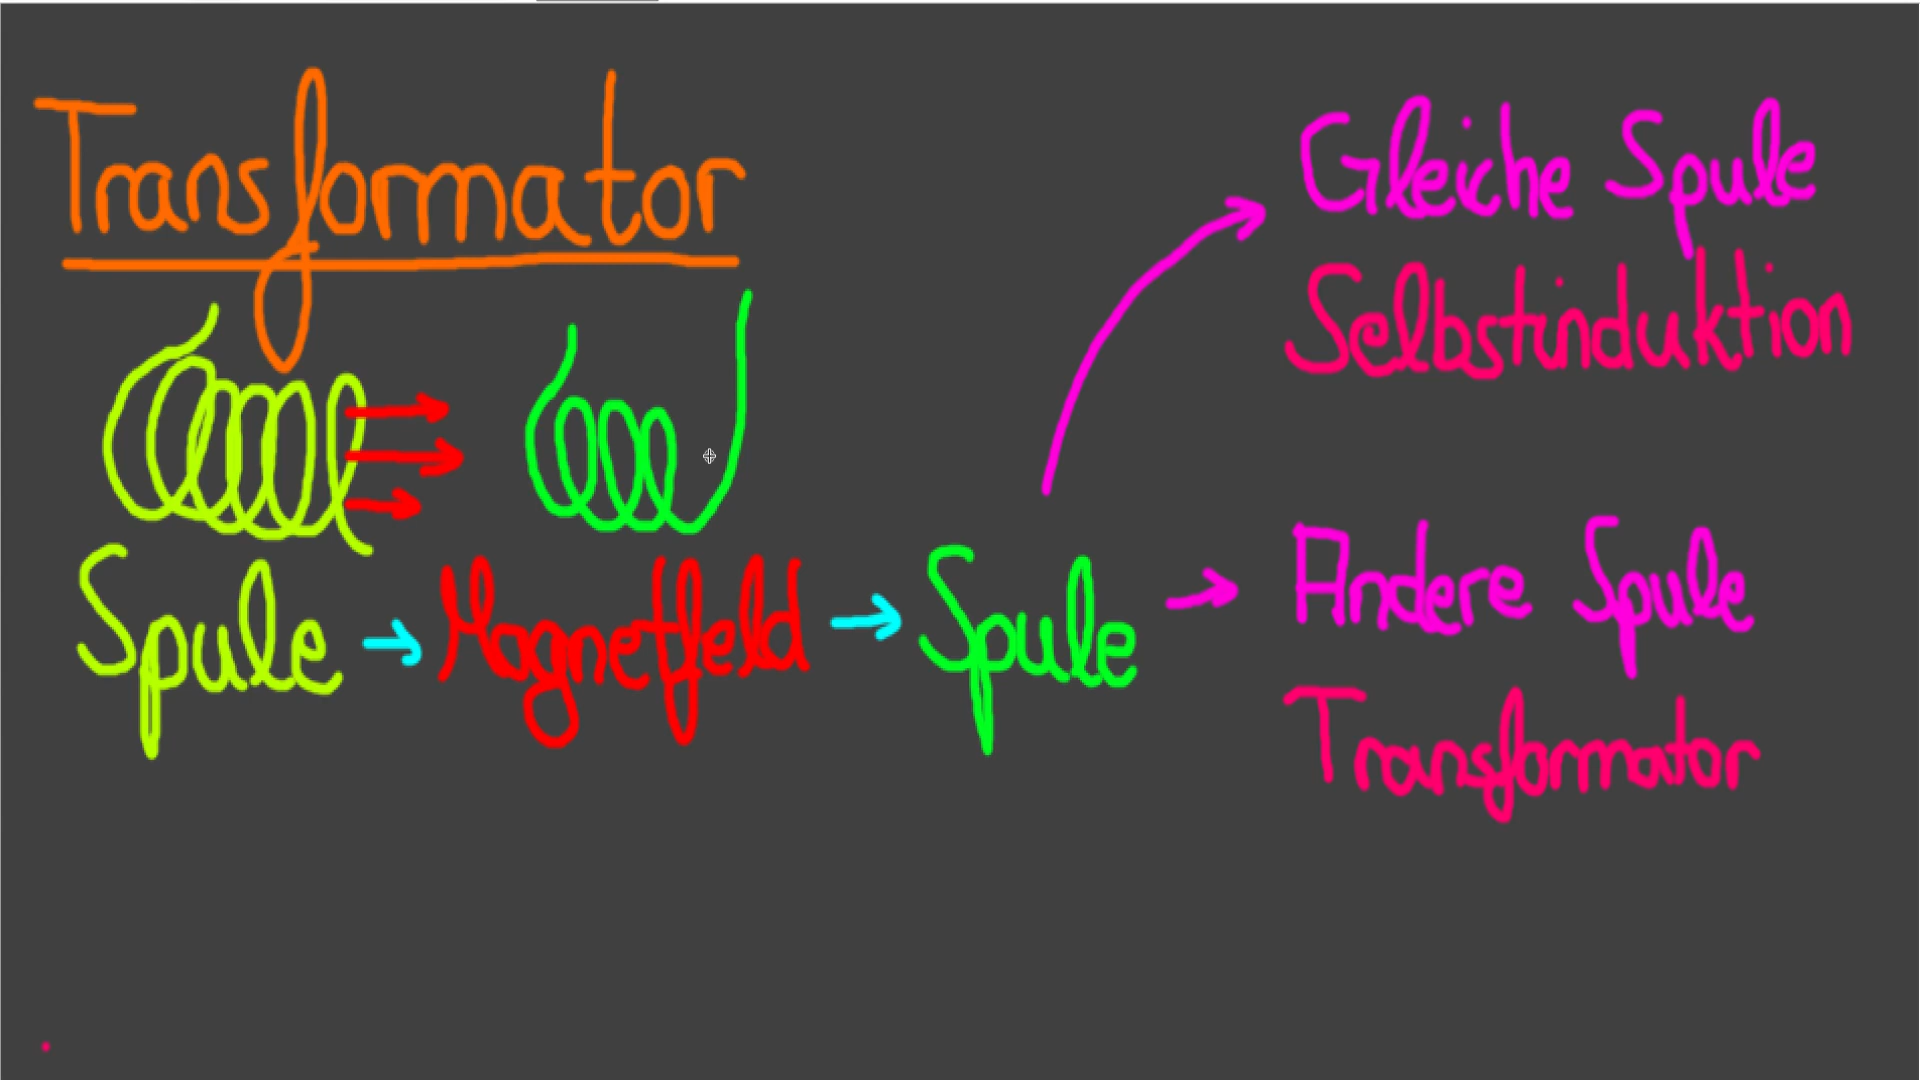 Transformator
Spule → Magnetfeld → Spule →
Gleiche Spule
Selbstinduktion
Andere Spule
Transformator